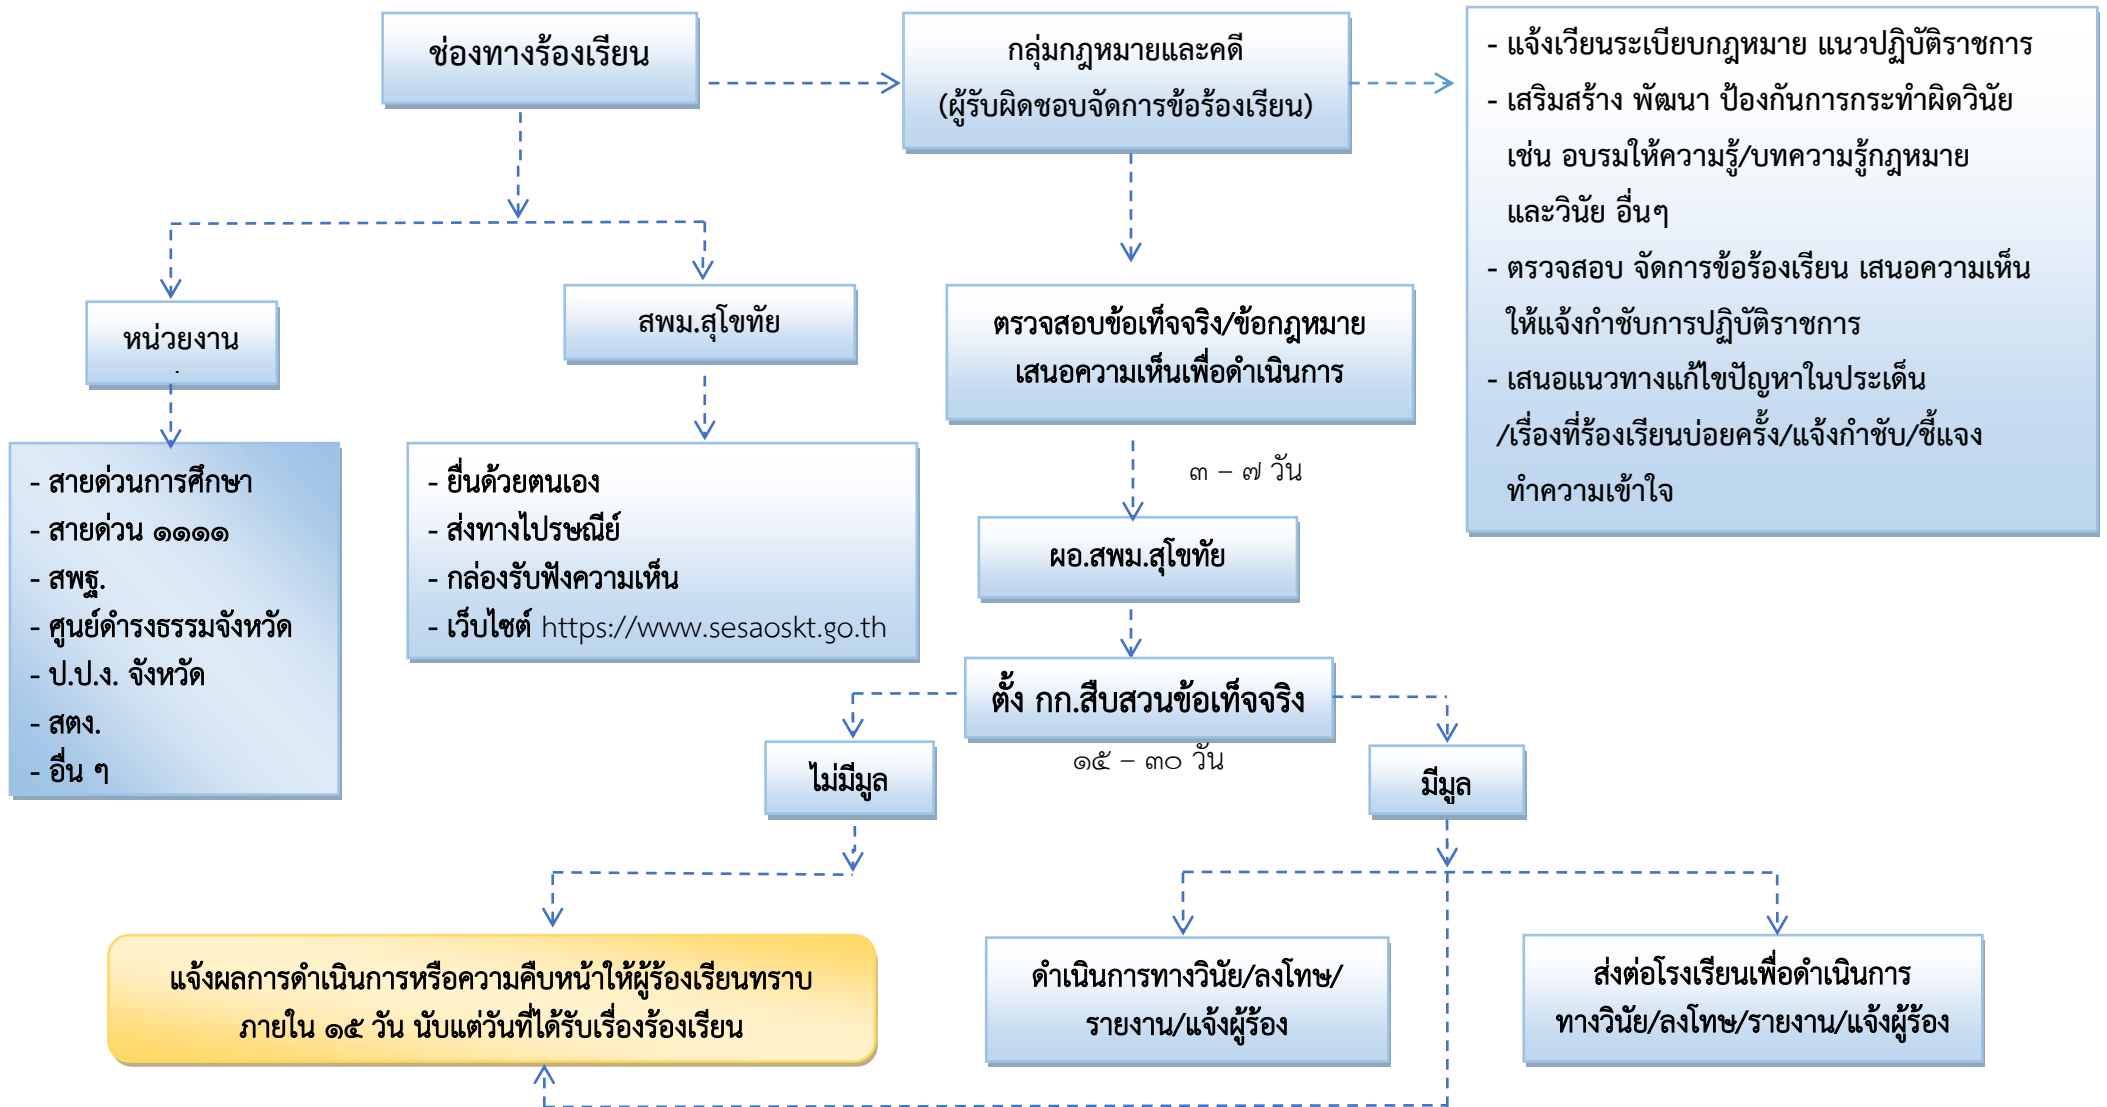 ช่องทางร้องเรียน
กลุ่มกฎหมายและคดี
(ผู้รับผิดชอบจัดการข้อร้องเรียน)
- แจ้งเวียนระเบียบกฎหมาย แนวปฏิบัติราชการ
- เสริมสร้าง พัฒนา ป้องกันการกระทำผิดวินัย
เช่น อบรมให้ความรู้/บทความรู้กฎหมาย
และวินัย อื่นๆ
- ตรวจสอบ จัดการข้อร้องเรียน เสนอความเห็น
ให้แจ้งกำชับการปฏิบัติราชการ
- เสนอแนวทางแก้ไขปัญหาในประเด็น
/เรื่องที่ร้องเรียนบ่อยครั้ง/แจ้งกำชับ/ชี้แจง
ทำความเข้าใจ
หน่วยงาน
สพม.สุโขทัย
ตรวจสอบข้อเท็จจริง/ข้อกฎหมาย
เสนอความเห็นเพื่อดำเนินการ
- สายด่วนการศึกษา
- สายด่วน ๑๑๑๑
- สพฐ.
- ศูนย์ดำรงธรรมจังหวัด
- ป.ป.ง. จังหวัด
- สตง.
- อื่น ๆ
- ยื่นด้วยตนเอง
- ส่งทางไปรษณีย์
- กล่องรับฟังความเห็น
- เว็บไซต์ https://www.sesaoskt.go.th
๓ – ๗ วัน
ผอ.สพม.สุโขทัย
ตั้ง กก.สืบสวนข้อเท็จจริง
๑๕ – ๓๐ วัน
ไม่มีมูล
มีมูล
แจ้งผลการดำเนินการหรือความคืบหน้าให้ผู้ร้องเรียนทราบ
ภายใน ๑๕ วัน นับแต่วันที่ได้รับเรื่องร้องเรียน
ดำเนินการทางวินัย/ลงโทษ/
รายงาน/แจ้งผู้ร้อง
ส่งต่อโรงเรียนเพื่อดำเนินการ
ทางวินัย/ลงโทษ/รายงาน/แจ้งผู้ร้อง